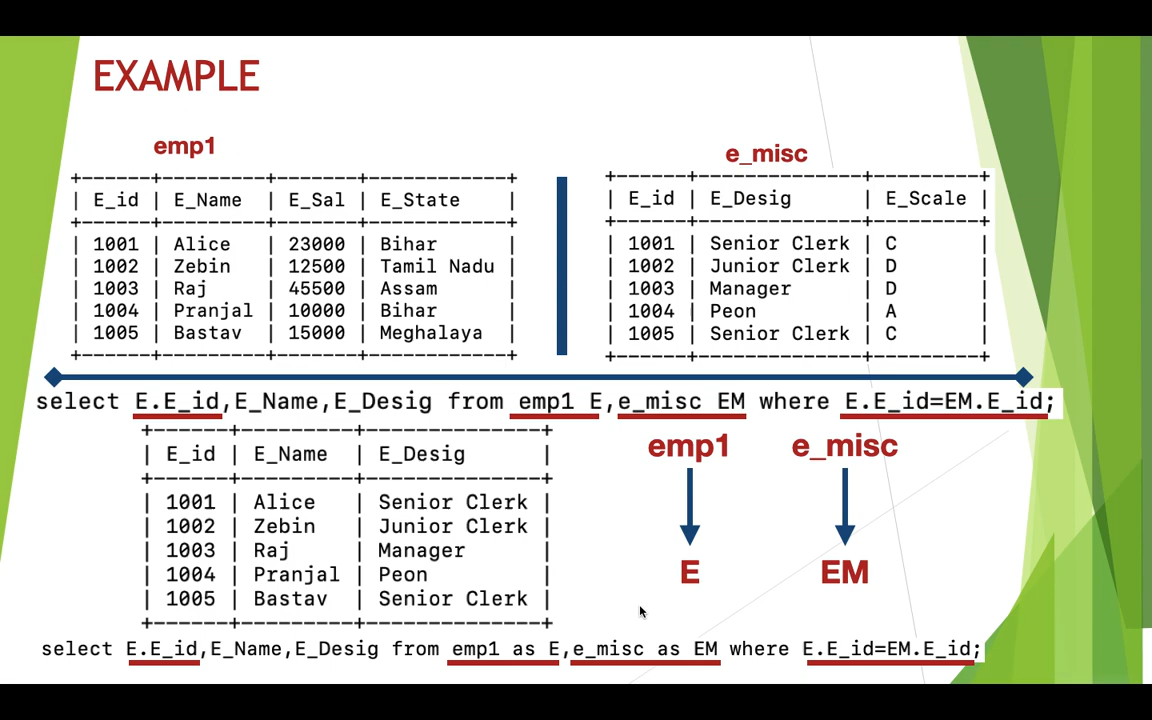 EXAMPLE
emp1
+------+---------+--------+-------------+
| E_id | E_Name | E_Sal | E_State |
+------+---------+--------+-------------+
| 1001 | Alice | 23000 | Bihar |
| 1002 | Zebin | 12500 | Tamil Nadu |
| 1003 | Raj | 45500 | Assam |
| 1004 | Pranjal | 10000 | Bihar |
| 1005 | Bastav | 15000 | Meghalaya |
+------+---------+--------+-------------+
e_misc
+------+--------------+---------+
| E_id | E_Desig | E_Scale |
+------+--------------+---------+
| 1001 | Senior Clerk | C |
| 1002 | Junior Clerk | D |
| 1003 | Manager | D |
| 1004 | Peon | A |
| 1005 | Senior Clerk | C |
+------+--------------+---------+
select E.E_id,E_Name,E_Desig from emp1 E,e_misc EM where E.E_id=EM.E_id;
+------+---------+--------------+
| E_id | E_Name | E_Desig |
+------+---------+--------------+
| 1001 | Alice | Senior Clerk |
| 1002 | Zebin | Junior Clerk |
| 1003 | Raj | Manager |
| 1004 | Pranjal | Peon |
| 1005 | Bastav | Senior Clerk |
+------+---------+--------------+
emp1 e_misc
E EM
select E.E_id,E_Name,E_Desig from emp1 as E,e_misc as EM where E.E_id=EM.E_id;